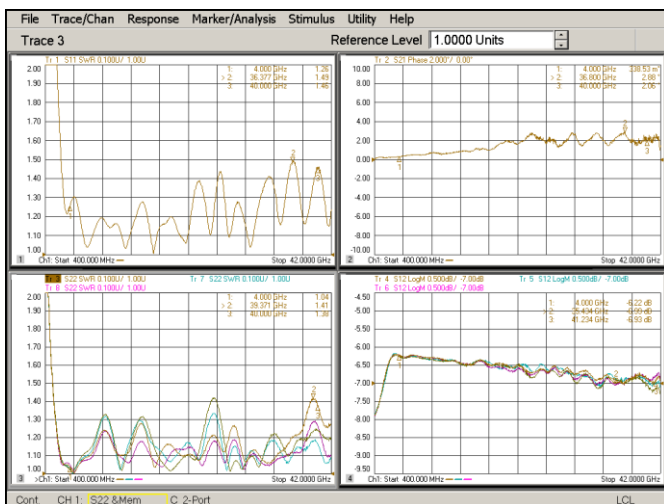 File Trace/Chan Response Marker/Analysis Stimulus Utility Help
Trace 3 Reference Level 1.0000 Units
Tr 1 S11 SWR 0.100U/ 1.00U
1: 4.000 GHz 1.26
> 2: 36.377 GHz 1.49
3: 40.000 GHz 1.46
2.00
1.90
1.80
1.70
1.60
1.50
1.40
1.30
1.20
1.10
1.00
2
3
1
1 Ch1: Start 400.000 MHz Stop 42.0000 GHz
Tr 2 S21 Phase 2.000°/ 0.00°
1: 4.000 GHz
> 2: 36.800 GHz 2.88 °
3: 40.000 GHz 2.06
10.00
8.00
6.00
4.00
2.00
0.00
-2.00
-4.00
-6.00
-8.00
-10.00
2
1
2 Ch1: Start 400.000 MHz Stop 42.0000 GHz
Tr 3 S22 SWR 0.100U/ 1.00U Tr 7 S22 SWR 0.100U/ 1.00U
Tr 8 S22 SWR 0.100U/ 1.00U
1: 4.000 GHz 1.04
> 2: 39.371 GHz 1.41
3: 40.000 GHz
2.00
1.90
1.80
1.70
1.60
1.50
1.40
1.30
1.20
1.10
1.00
2
3 >Ch1: Start 400.000 MHz Stop 42.0000 GHz
Tr 4 S12 LogM 0.500dB/ -7.00dB Tr 5 S12 LogM 0.500dB/ -7.00dB
Tr 6 S12 LogM 0.500dB/ -7.00dB
1: 4.000 GHz -6.22 dB
> 2: GHz dB
3: 41.234 GHz -6.93 dB
-4.50
-5.00
-5.50
-6.00
-6.50
-7.00
-7.50
-8.00
-8.50
-9.00
-9.50
1
2
4 Ch1: Start 400.000 MHz Stop 42.0000 GHz
Cont. CH 1: S22 &Mem C 2-Port LCL